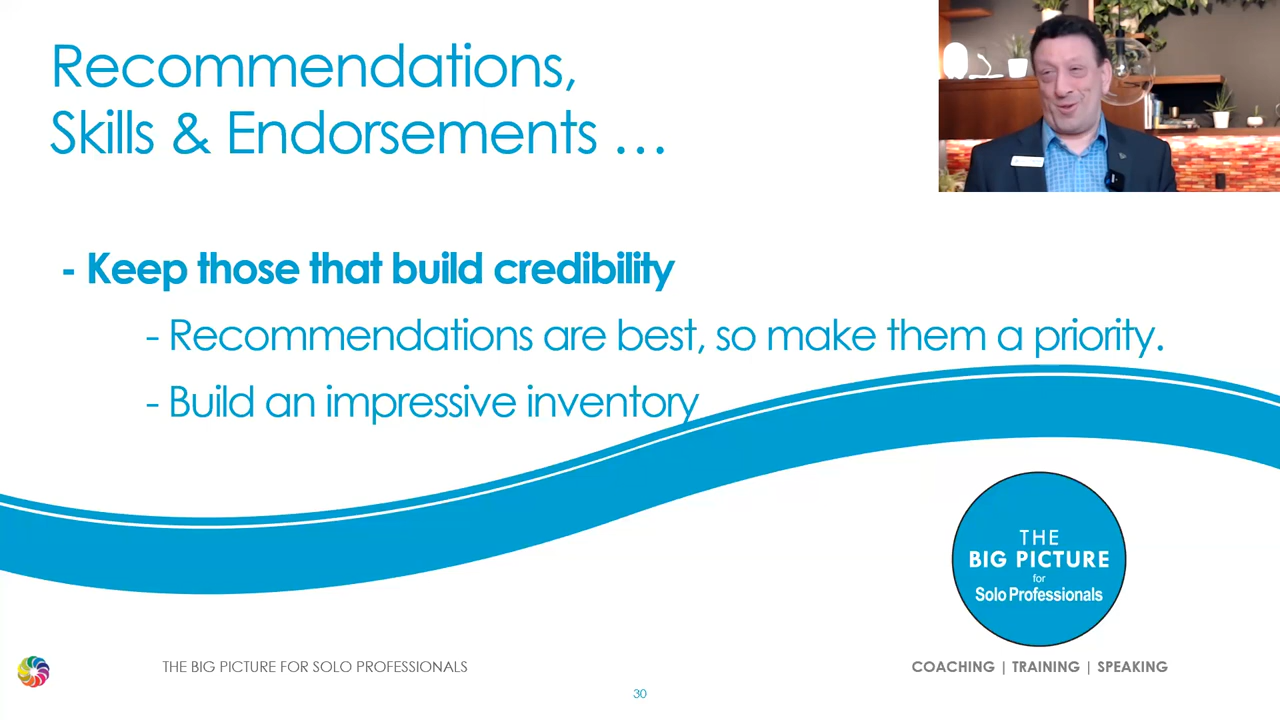 Recommendations,
Skills & Endorsements …
- Keep those that build credibility
- Recommendations are best, so make them a priority.
- Build an impressive inventory
THE
BIG PICTURE
for
Solo Professionals
THE BIG PICTURE FOR SOLO PROFESSIONALS
COACHING | TRAINING | SPEAKING
30